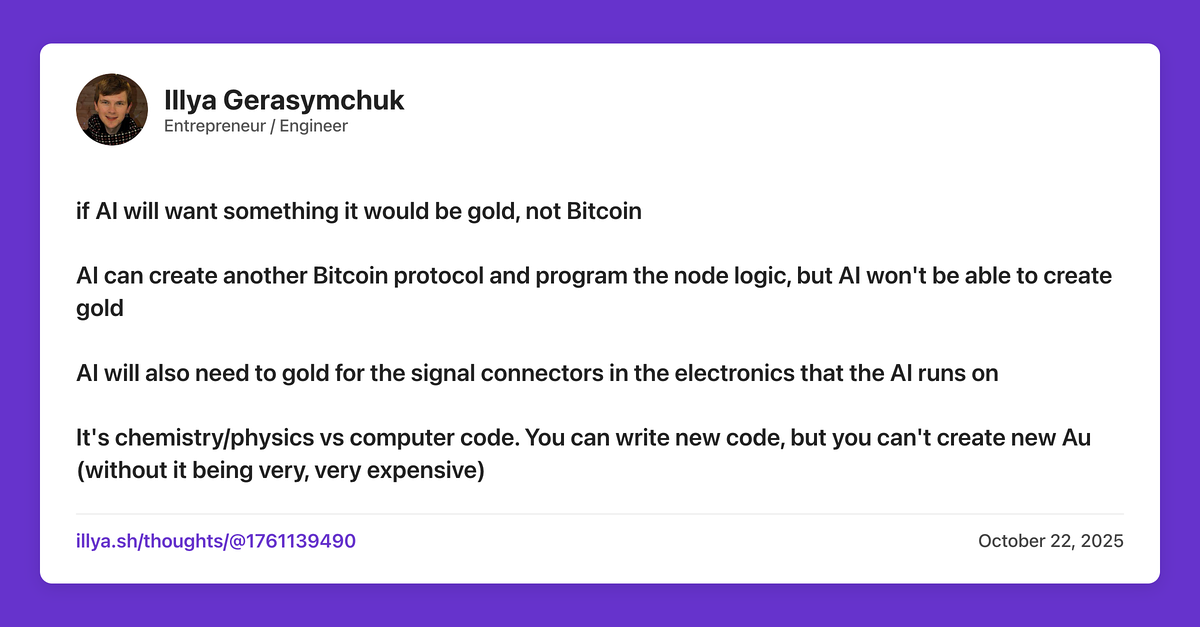 Illya Gerasymchuk
Entrepreneur / Engineer
if AI will want something it would be gold, not Bitcoin
AI can create another Bitcoin protocol and program the node logic, but AI won't be able to create
gold
AI will also need to gold for the signal connectors in the electronics that the AI runs on
It's chemistry/physics vs computer code. You can write new code, but you can't create new Au
(without it being very, very expensive)
illya.sh/thoughts/@1761139490
October 22, 2025